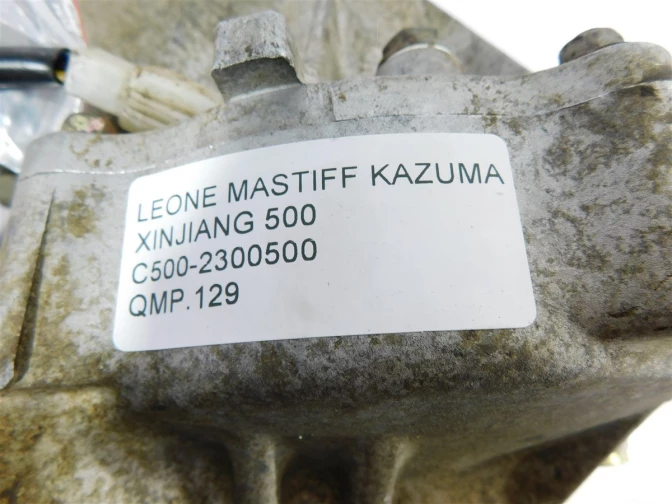 LEONE MASTIFF KAZUMA
XINJIANG 500
C500-2300500
QMP.129